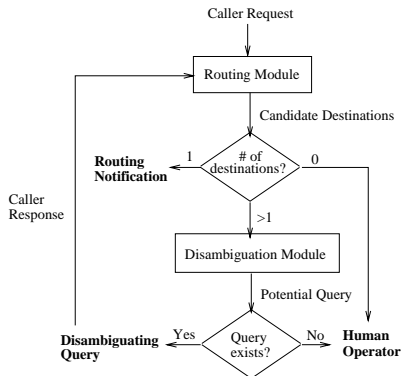 Caller Request
Routing Module
Candidate Destinations
# of
destinations?
1
0
Routing
Notification
>1
Caller
Response
Disambiguation Module
Potential Query
Query
exists?
Yes
No
Disambiguating
Query
Human
Operator